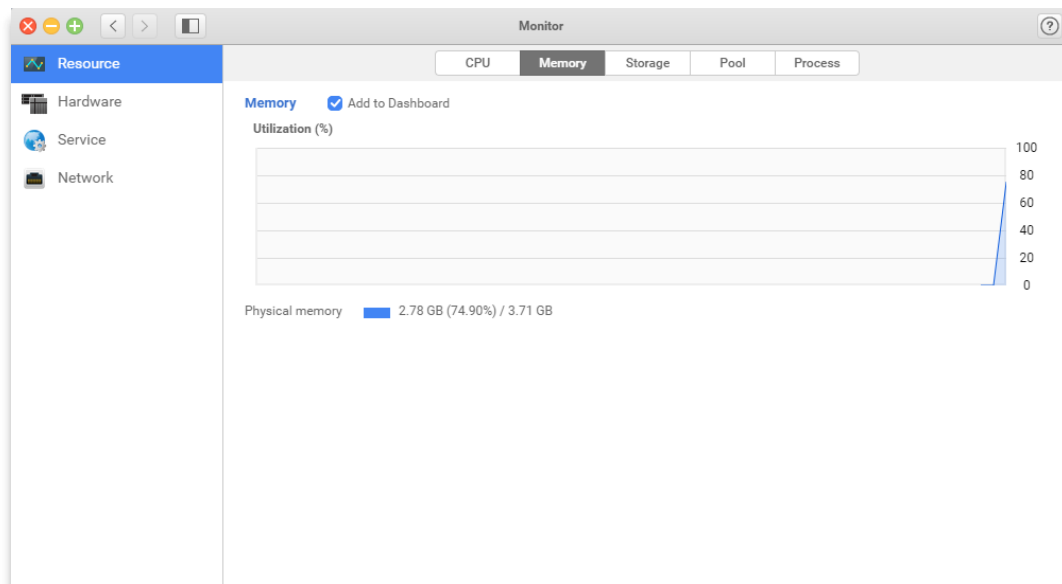 Monitor
?
Resource
Hardware
Service
Network
CPU Memory Storage Pool Process
Memory Add to Dashboard
Utilization (%)
100
80
60
40
20
0
Physical memory 2.78 GB (74.90%) / 3.71 GB